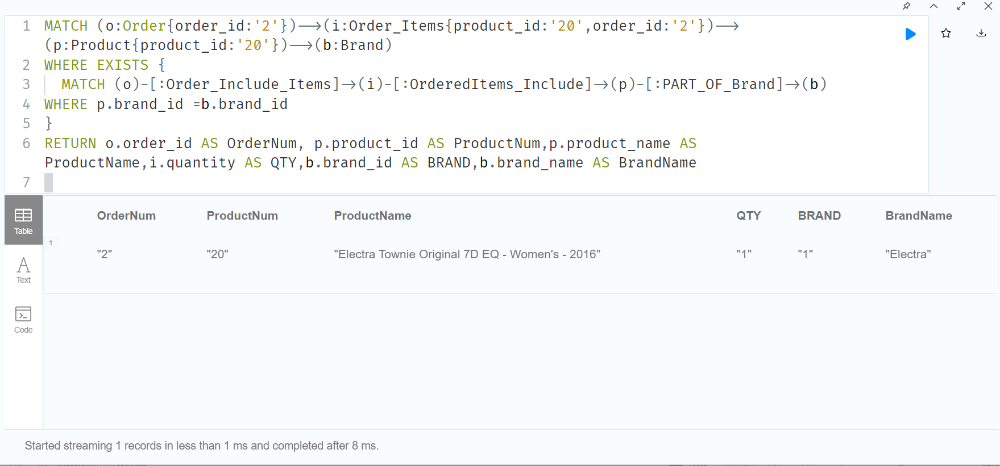 1 MATCH (o:Order{order_id:'2'})-->(i:Order_Items{product_id:'20',order_id:'2'})-->
(p:Product{product_id:'20'})-->(b:Brand)
2 WHERE EXISTS {
3 MATCH (o)-[:Order_Include_Items]->(i)-[:OrderedItems_Include]->(p)-[:PART_OF_Brand]->(b)
4 WHERE p.brand_id =b.brand_id
5 }
6 RETURN o.order_id AS OrderNum, p.product_id AS ProductNum,p.product_name AS
ProductName,i.quantity AS QTY,b.brand_id AS BRAND,b.brand_name AS BrandName
7
OrderNum ProductNum ProductName QTY BRAND BrandName
Table
1
"2" "20" "Electra Townie Original 7D EQ - Women's - 2016" "1" "1" "Electra"
A
Text
Code
Started streaming 1 records in less than 1 ms and completed after 8 ms.